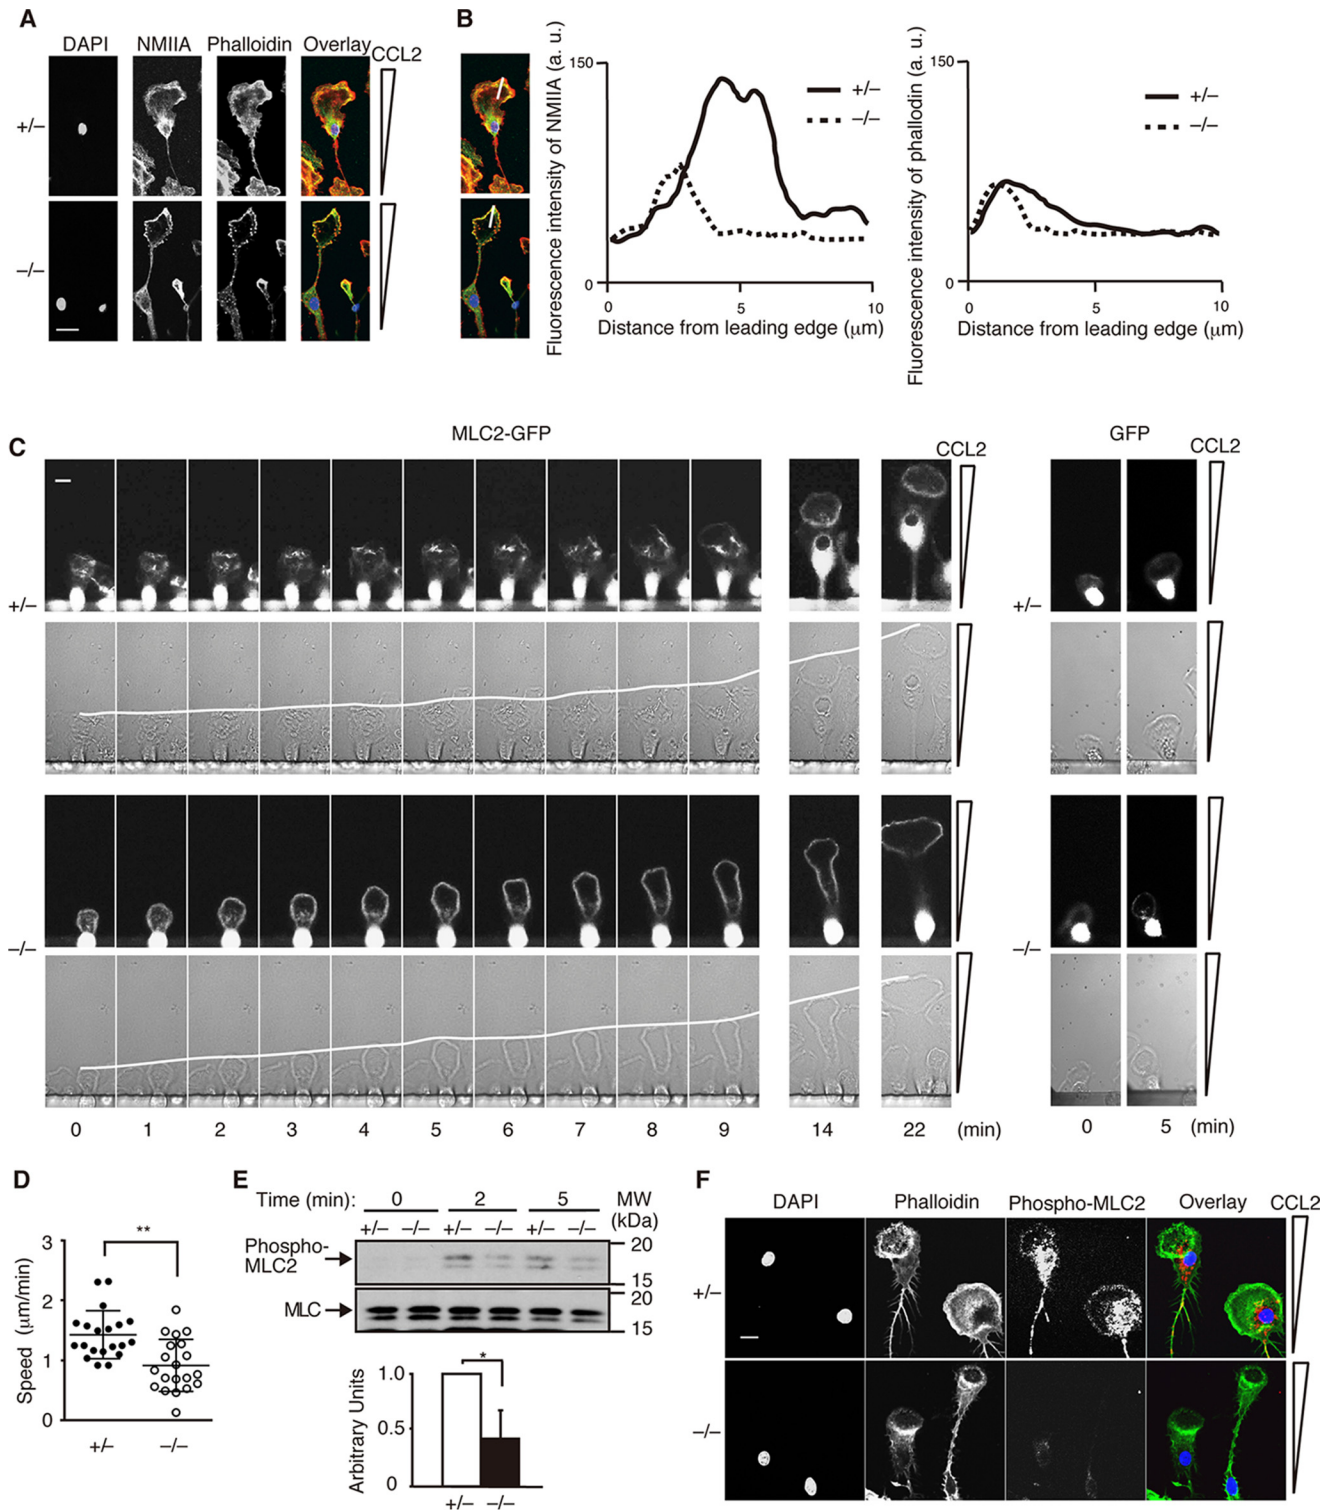 A
DAPI NMIIA Phalloidin Overlay CCL2
+/–
–/–
B
Fluorescence intensity of NMIIA (a. u.)
150
0
+/–
–/–
0 5 10
Distance from leading edge (μm)
Fluorescence intensity of phallodin (a. u.)
150
0
+/–
–/–
0 5 10
Distance from leading edge (μm)
C
MLC2-GFP GFP
CCL2 CCL2
+/– +/–
–/– –/–
0 1 2 3 4 5 6 7 8 9 14 22 (min) 0 5 (min)
D
**
Speed (μm/min)
3
2
1
0
+/– –/–
E
Time (min): 0 2 5 MW
(kDa)
+/– –/– +/– –/– +/– –/–
Phospho-
MLC2
20
15
MLC
20
15
Arbitrary Units
1.0
0.5
0
*
+/– –/–
F
DAPI Phalloidin Phospho-MLC2 Overlay CCL2
+/–
–/–